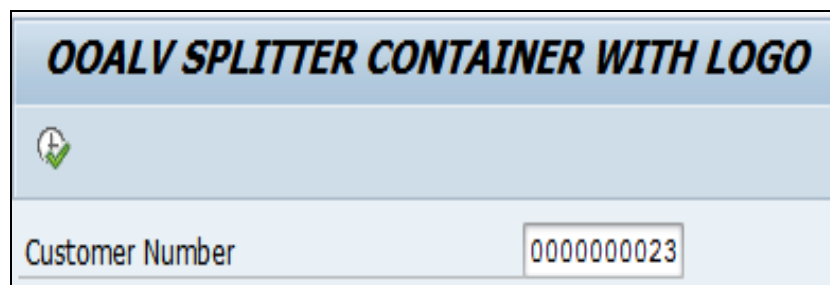 OOALV SPLITTER CONTAINER WITH LOGO
Customer Number 0000000023